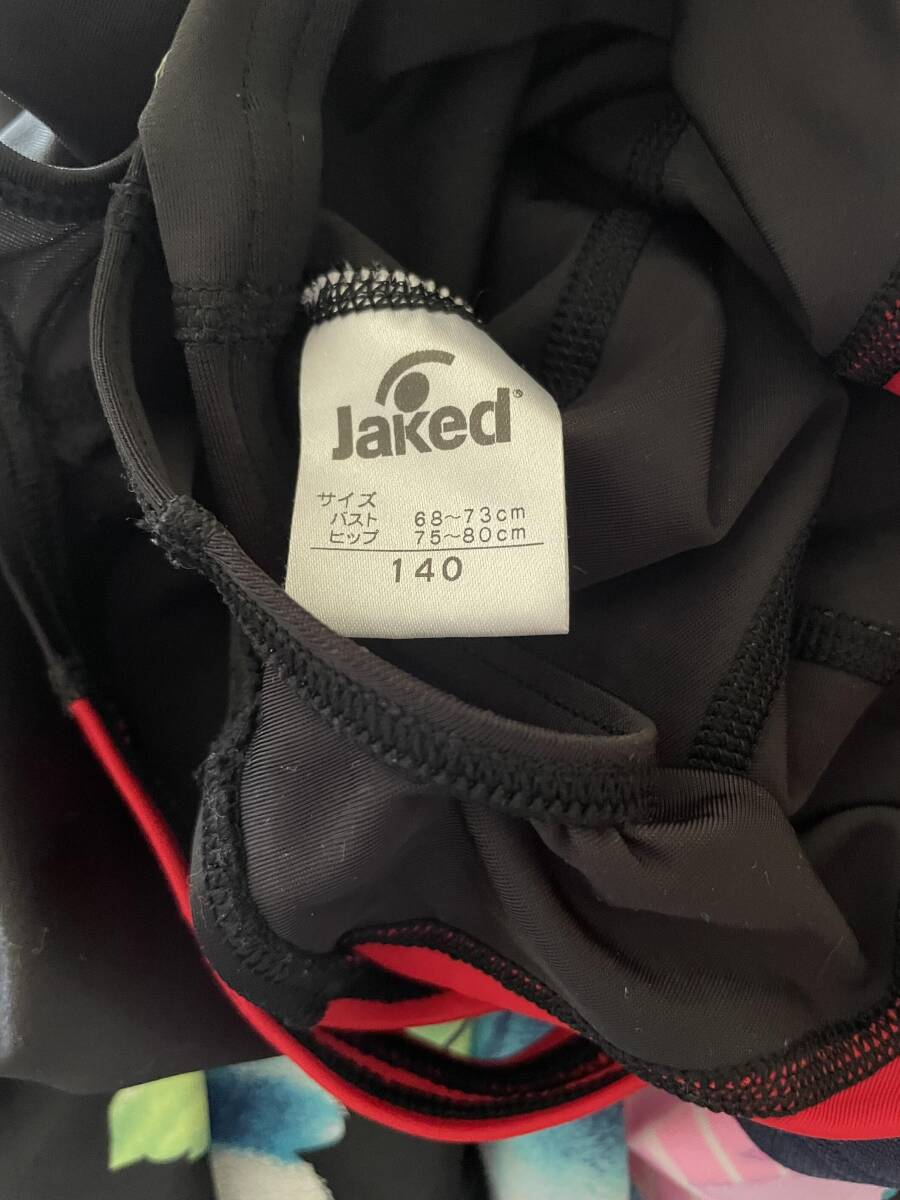 Jaked®
サイズ
バスト 68～73cm
ヒップ 75～80cm
140